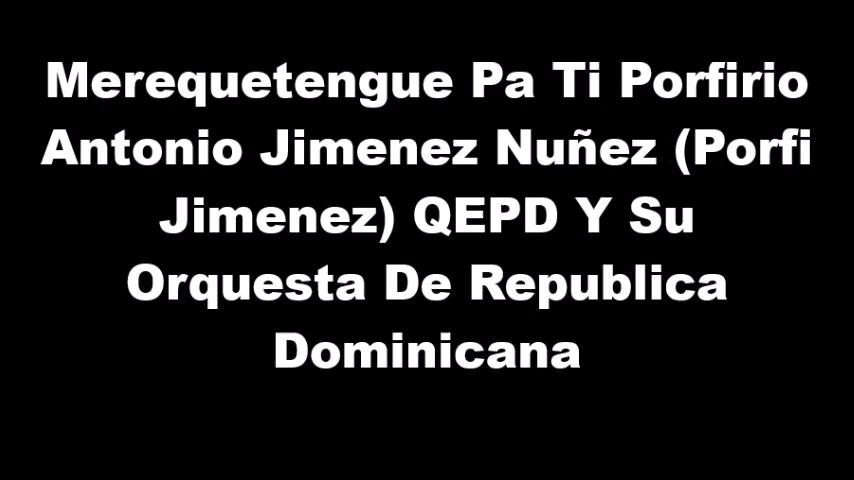 Merequetengue Pa Ti Porfirio
Antonio Jimenez Nuñez (Porfi
Jimenez) QEPD Y Su
Orquesta De Republica
Dominicana